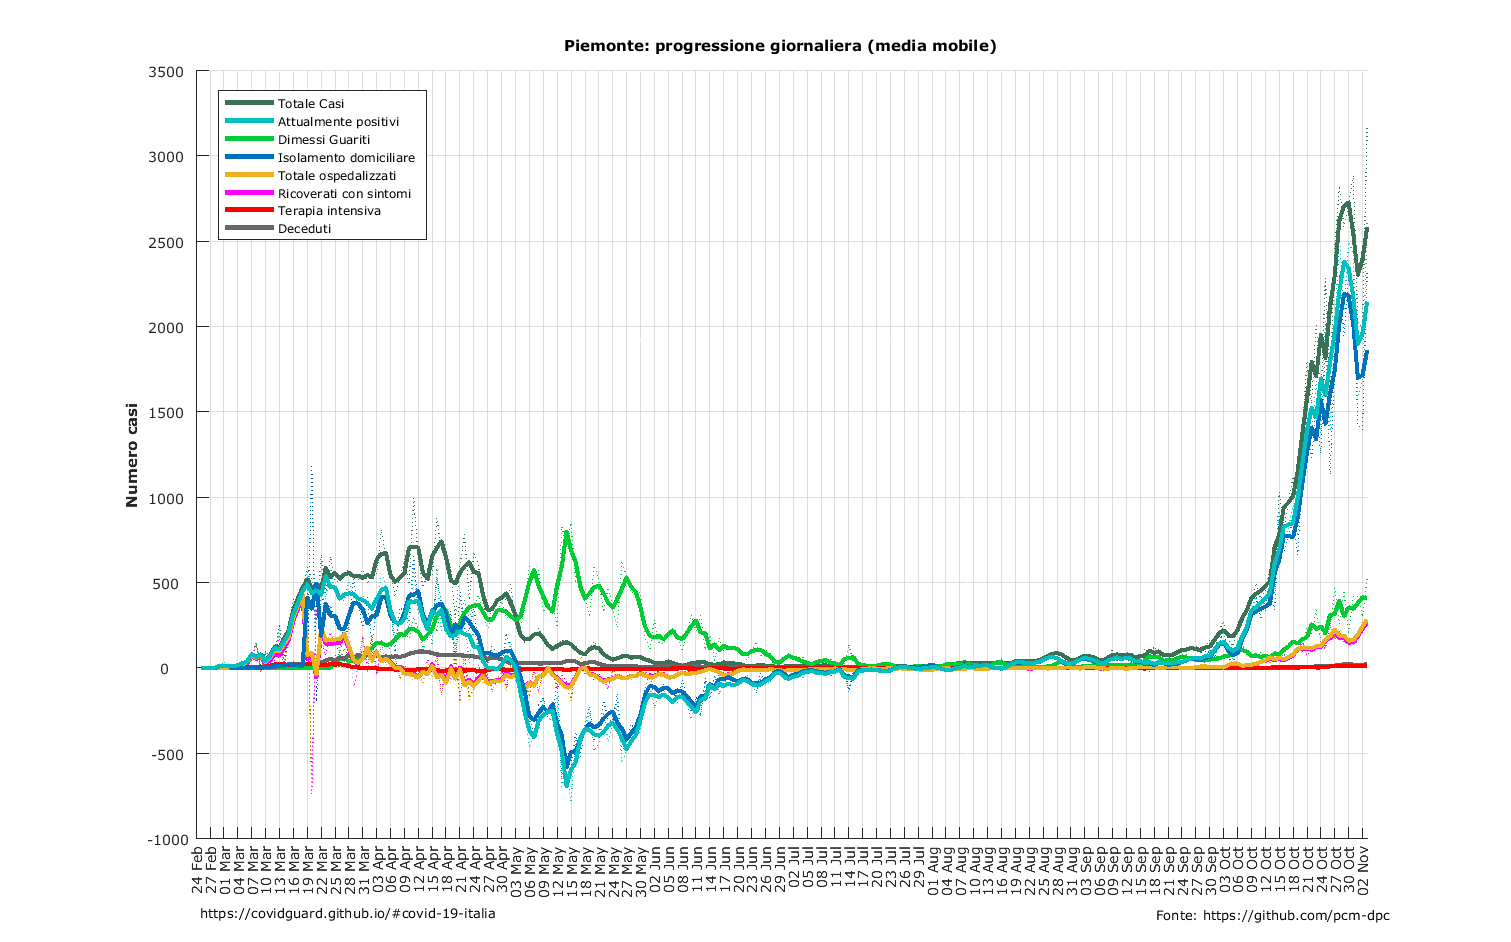 Piemonte: progressione giornaliera (media mobile)
3500
3000
2500
2000
1500
1000
500
0
-500
-1000
Numero casi
Totale Casi
Attualmente positivi
Dimessi Guariti
Isolamento domiciliare
Totale ospedalizzati
Ricoverati con sintomi
Terapia intensiva
Deceduti
24 Feb
27 Feb
01 Mar
04 Mar
07 Mar
10 Mar
13 Mar
16 Mar
19 Mar
22 Mar
25 Mar
28 Mar
31 Mar
03 Apr
06 Apr
09 Apr
12 Apr
15 Apr
18 Apr
21 Apr
24 Apr
27 Apr
30 Apr
03 May
06 May
09 May
12 May
15 May
18 May
21 May
24 May
27 May
30 May
02 Jun
05 Jun
08 Jun
11 Jun
14 Jun
17 Jun
20 Jun
23 Jun
26 Jun
29 Jun
02 Jul
05 Jul
08 Jul
11 Jul
14 Jul
17 Jul
20 Jul
23 Jul
26 Jul
29 Jul
01 Aug
04 Aug
07 Aug
10 Aug
13 Aug
16 Aug
19 Aug
22 Aug
25 Aug
28 Aug
31 Aug
03 Sep
06 Sep
09 Sep
12 Sep
15 Sep
18 Sep
21 Sep
24 Sep
27 Sep
30 Sep
03 Oct
06 Oct
09 Oct
12 Oct
15 Oct
18 Oct
21 Oct
24 Oct
27 Oct
30 Oct
02 Nov
https://covidguard.github.io/#covid-19-italia
Fonte: https://github.com/pcm-dpc